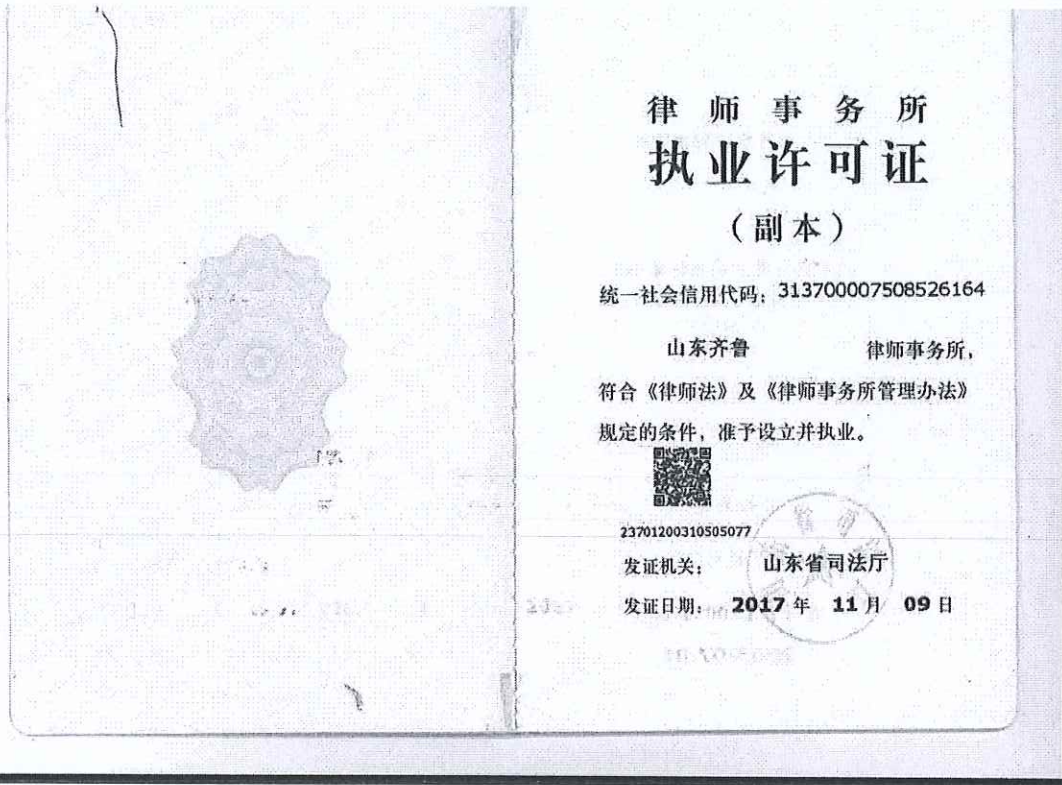 律师事务所
执业许可证
（副本）
统一社会信用代码：313700007508526164
山东齐鲁 律师事务所，
符合《律师法》及《律师事务所管理办法》
规定的条件，准予设立并执业。
23701200310505077
发证机关： 山东省司法厅
发证日期： 2017 年 11 月 09 日